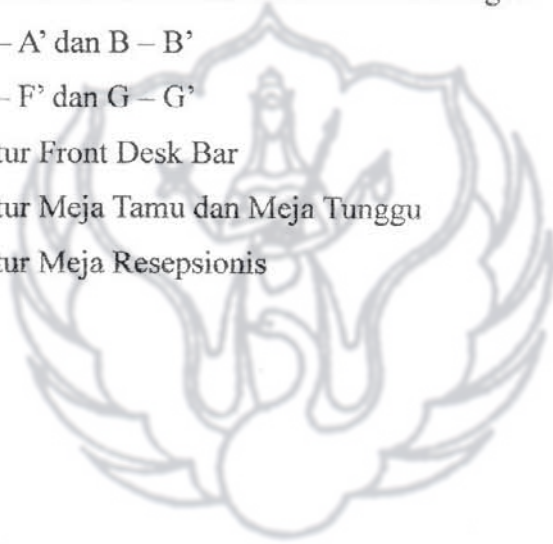 – A’ dan B – B’
– F’ dan G – G’
tur Front Desk Bar
tur Meja Tamu dan Meja Tunggu
tur Meja Resepsionis